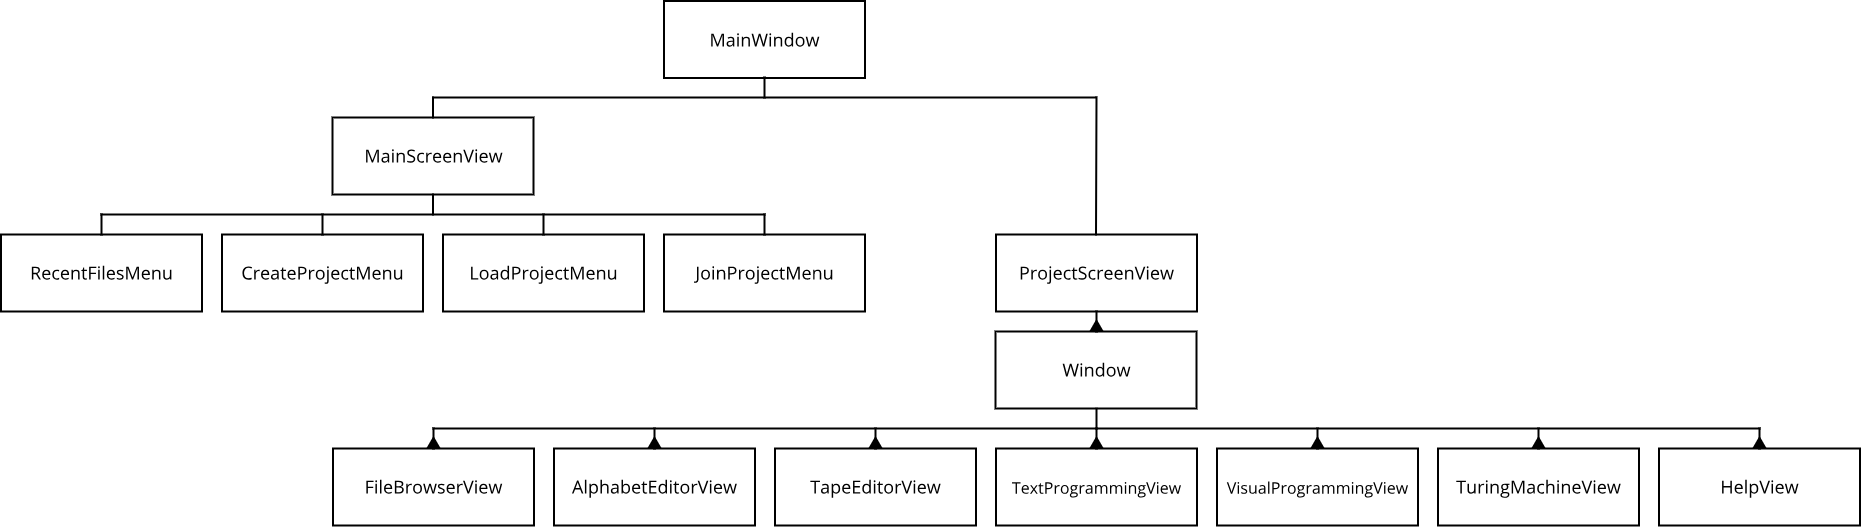 MainWindow
MainScreenView
RecentFilesMenu
CreateProjectMenu
LoadProjectMenu
JoinProjectMenu
ProjectScreenView
Window
FileBrowserView
AlphabetEditorView
TapeEditorView
TextProgrammingView
VisualProgrammingView
TuringMachineView
HelpView